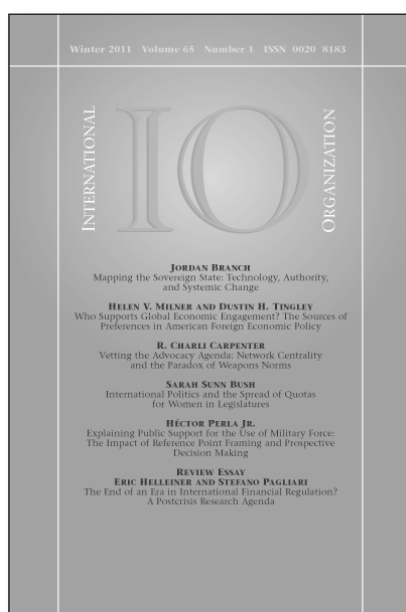 Winter 2011 Volume 65 Number 1 ISSN 0020 8183
INTERNATIONAL
IO
ORGANIZATION
JORDAN BRANCH
Mapping the Sovereign State: Technology, Authority,
and Systemic Change
HELEN V. MILNER AND DUSTIN H. TINGLEY
Who Supports Global Economic Engagement? The Sources of
Preferences in American Foreign Economic Policy
R. CHARLI CARPENTER
Vetting the Advocacy Agenda: Network Centrality
and the Paradox of Weapons Norms
SARAH SUNN BUSH
International Politics and the Spread of Quotas
for Women in Legislatures
HÉCTOR PERLA JR.
Explaining Public Support for the Use of Military Force:
The Impact of Reference Point Framing and Prospective
Decision Making
REVIEW ESSAY
ERIC HELLEINER AND STEFANO PAGLIARI
The End of an Era in International Financial Regulation?
A Postcrisis Research Agenda